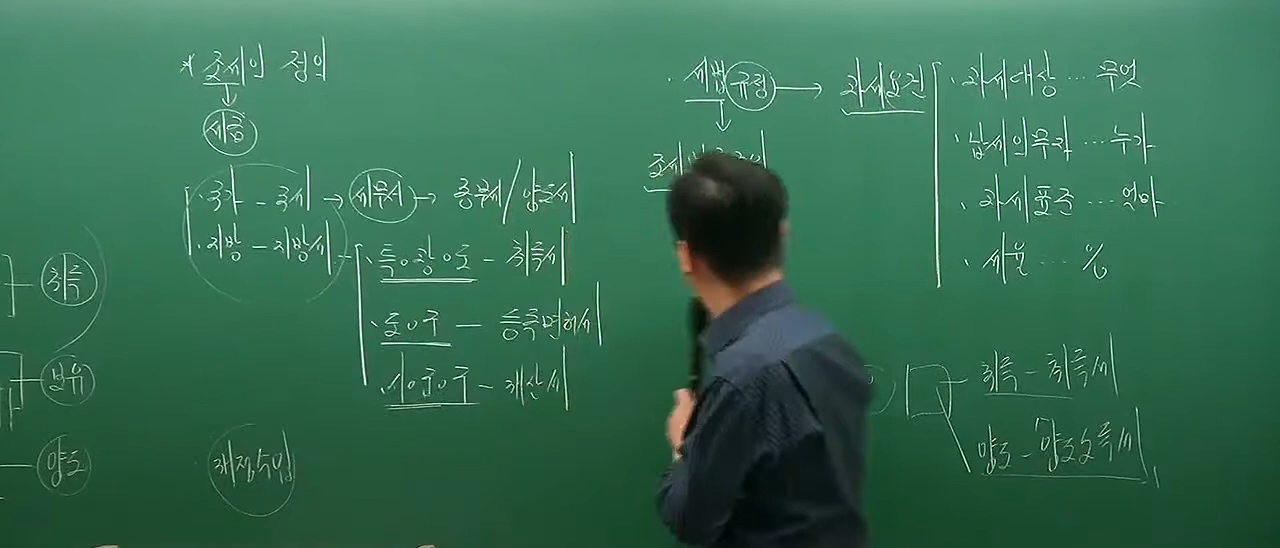 * 조세의 정의
↓
세금
국가 - 국세 → 세무서 → 종부세 / 양도세
지방 - 지방세 -
· 특·광·도 - 취득세
· 도·구 - 등록면허세
· 시·군·구 - 재산세
취득
보유
양도
재정수입
· 세법 규정 → 과세요건
↓
조세
· 과세대상 … 무엇
· 납세의무자 … 누가
· 과세표준 … 얼마
· 세율 … %
취득 - 취득세
양도 - 양도소득세